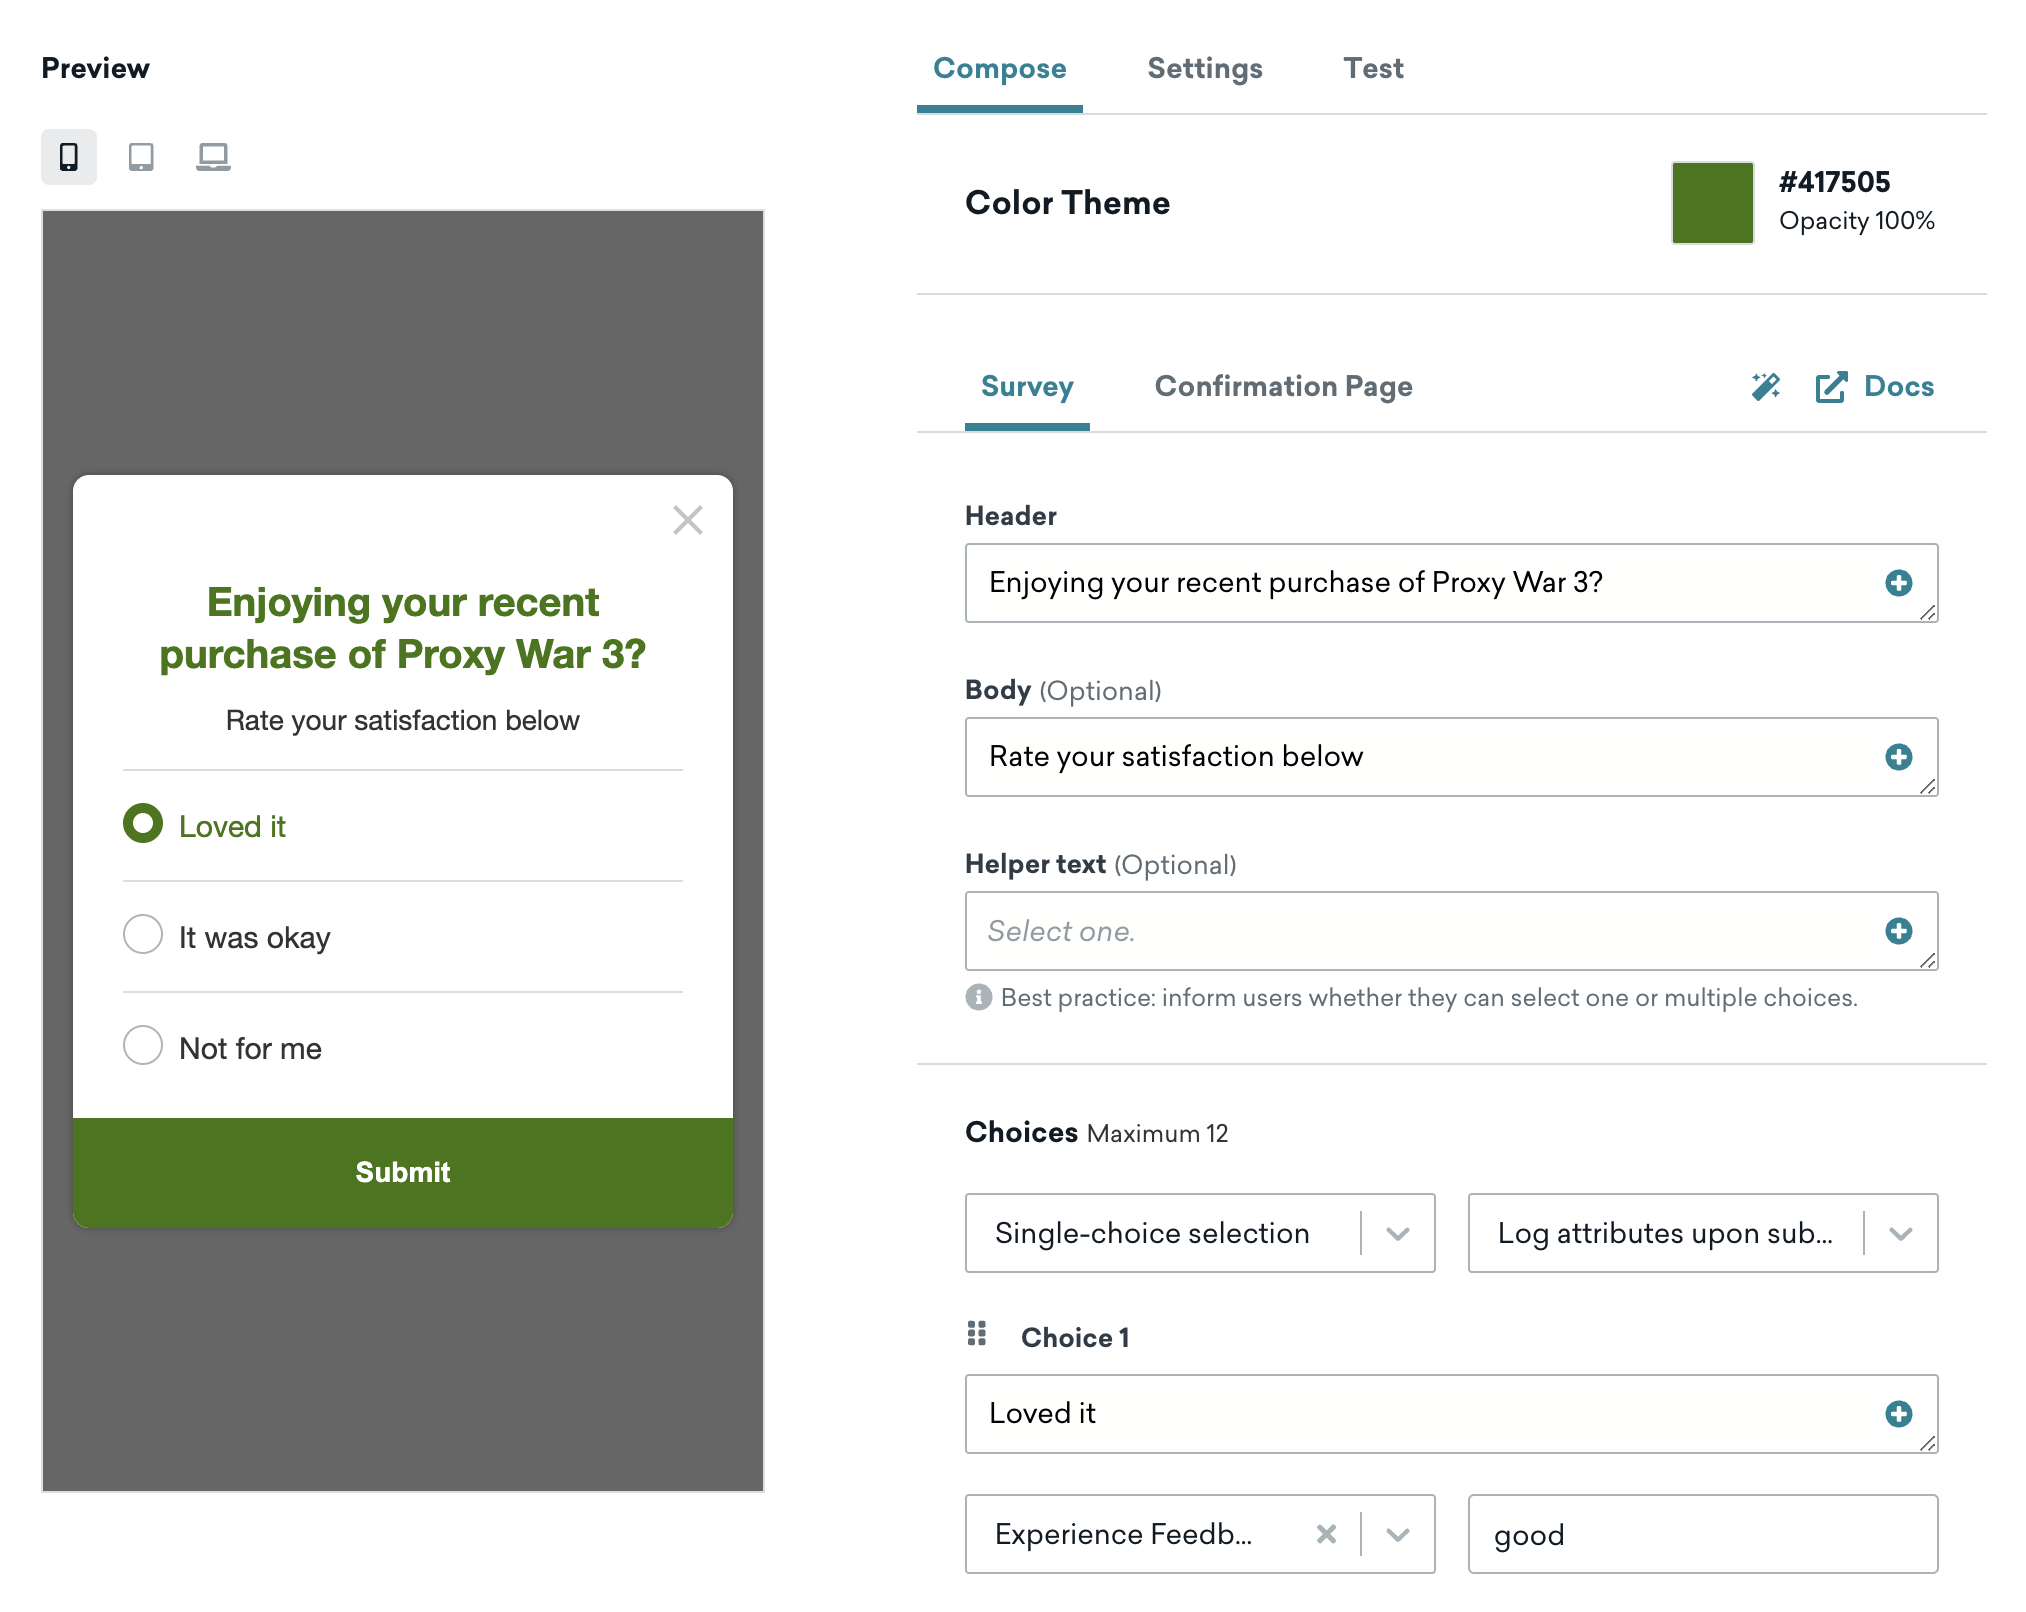 Preview
Enjoying your recent
purchase of Proxy War 3?
Rate your satisfaction below
Loved it
It was okay
Not for me
Submit
Compose
Settings
Test
Color Theme
#417505
Opacity 100%
Survey
Confirmation Page
Docs
Header
Enjoying your recent purchase of Proxy War 3?
Body (Optional)
Rate your satisfaction below
Helper text (Optional)
Select one.
Best practice: inform users whether they can select one or multiple choices.
Choices Maximum 12
Single-choice selection
Log attributes upon sub...
Choice 1
Loved it
Experience Feedb...
good